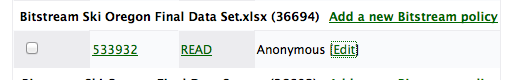 Bitstream Ski Oregon Final Data Set.xlsx (36694) Add a new Bitstream policy
533932 READ Anonymous [Edit]